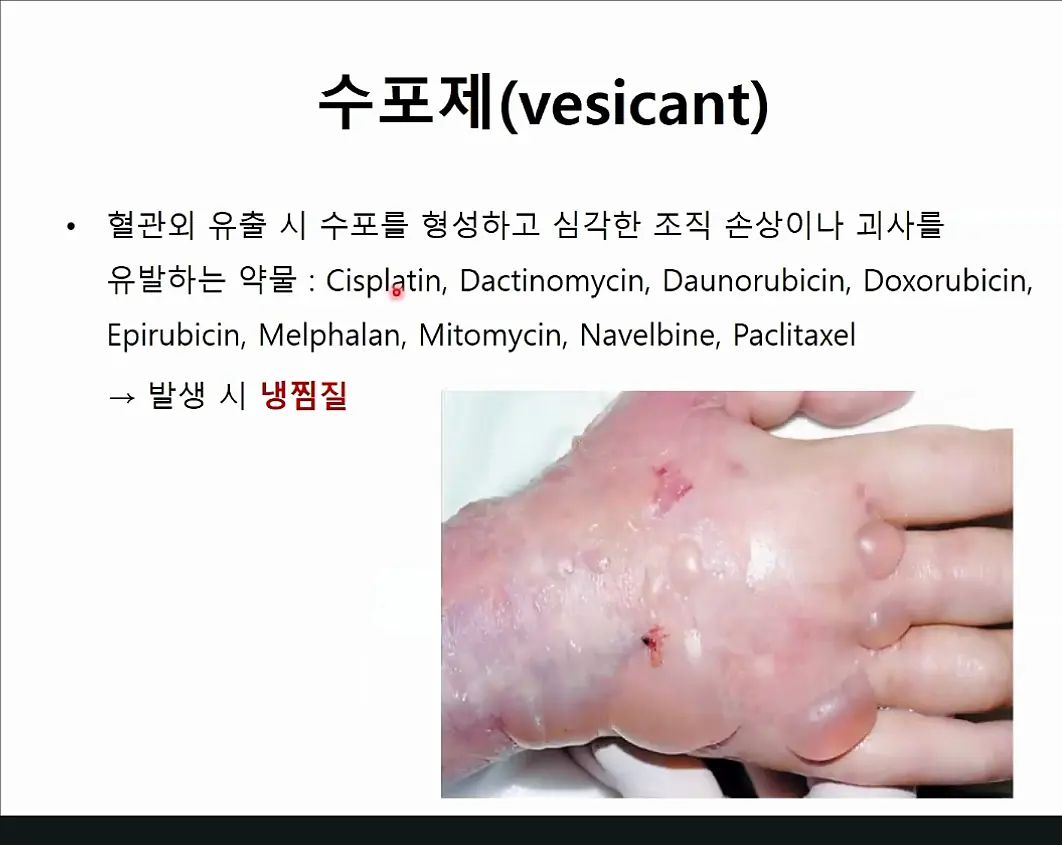 수포제(vesicant)
• 혈관외 유출 시 수포를 형성하고 심각한 조직 손상이나 괴사를
유발하는 약물 : Cisplatin, Dactinomycin, Daunorubicin, Doxorubicin,
Epirubicin, Melphalan, Mitomycin, Navelbine, Paclitaxel
→ 발생 시 냉찜질